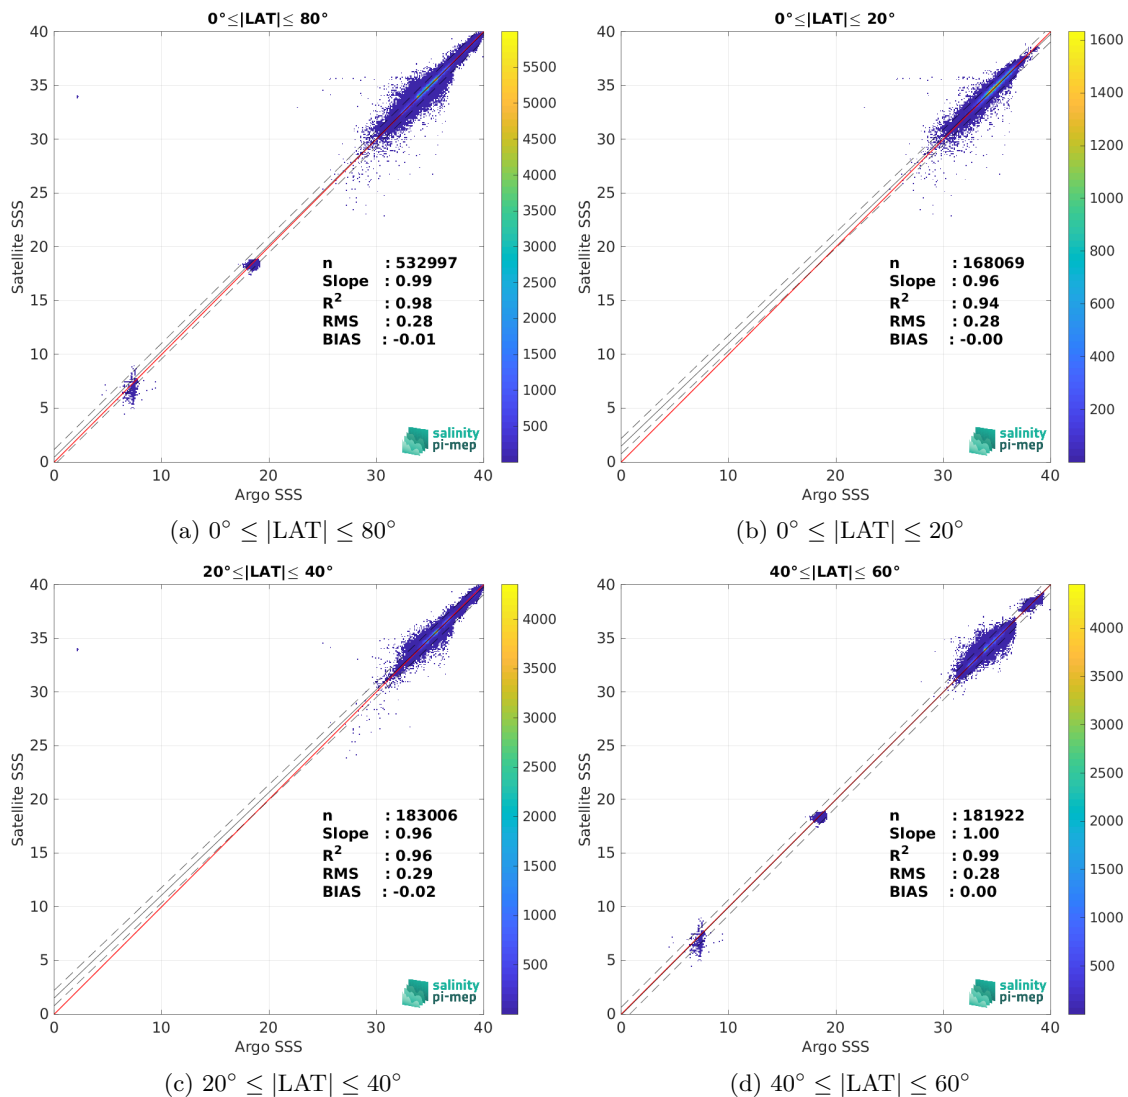 0°≤|LAT|≤ 80°
40
35
30
25
20
15
10
5
0
Satellite SSS
n : 532997
Slope : 0.99
R2 : 0.98
RMS : 0.28
BIAS : -0.01
salinity
pi-mep
0 10 20 30 40
Argo SSS
5500
5000
4500
4000
3500
3000
2500
2000
1500
1000
500
(a) 0° ≤ |LAT| ≤ 80°
0°≤|LAT|≤ 20°
40
35
30
25
20
15
10
5
0
Satellite SSS
n : 168069
Slope : 0.96
R2 : 0.94
RMS : 0.28
BIAS : -0.00
salinity
pi-mep
0 10 20 30 40
Argo SSS
1600
1400
1200
1000
800
600
400
200
(b) 0° ≤ |LAT| ≤ 20°
20°≤|LAT|≤ 40°
40
35
30
25
20
15
10
5
0
Satellite SSS
n : 183006
Slope : 0.96
R2 : 0.96
RMS : 0.29
BIAS : -0.02
salinity
pi-mep
0 10 20 30 40
Argo SSS
4000
3500
3000
2500
2000
1500
1000
500
(c) 20° ≤ |LAT| ≤ 40°
40°≤|LAT|≤ 60°
40
35
30
25
20
15
10
5
0
Satellite SSS
n : 181922
Slope : 1.00
R2 : 0.99
RMS : 0.28
BIAS : 0.00
salinity
pi-mep
0 10 20 30 40
Argo SSS
4000
3500
3000
2500
2000
1500
1000
500
(d) 40° ≤ |LAT| ≤ 60°